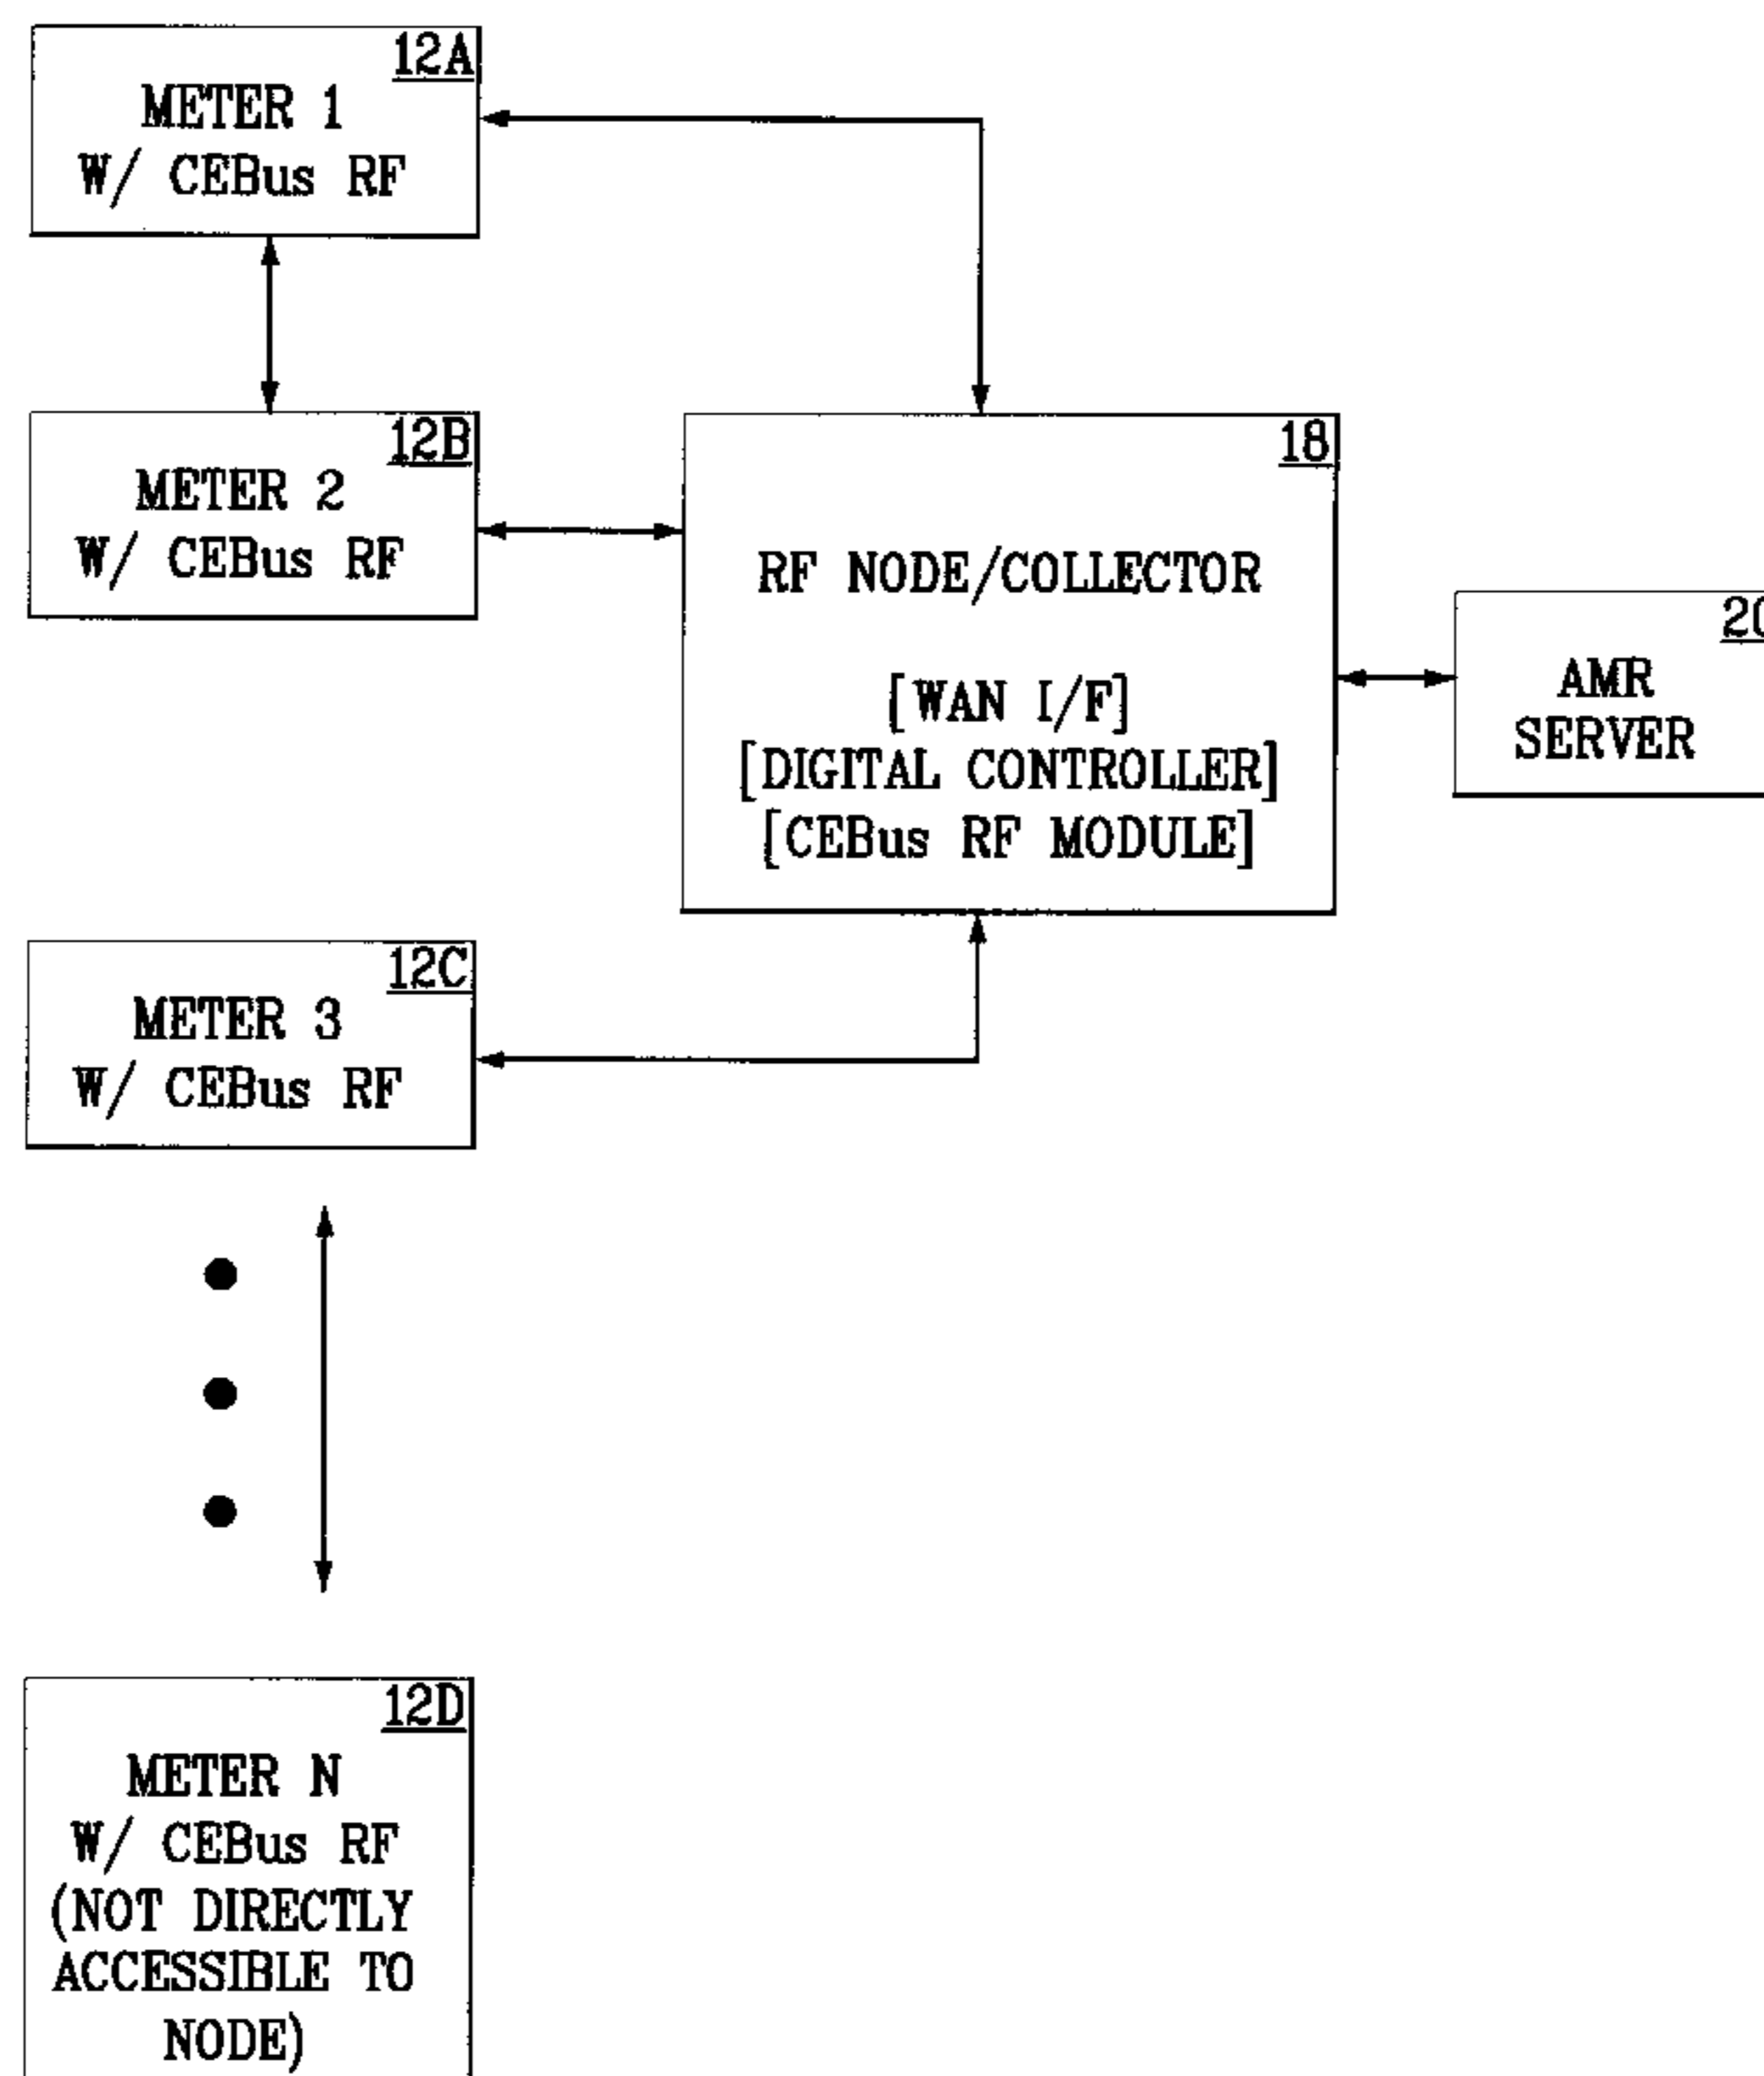 12A
METER 1
W/ CEBus RF
12B
METER 2
W/ CEBus RF
18
RF NODE/COLLECTOR
[WAN I/F]
[DIGITAL CONTROLLER]
[CEBus RF MODULE]
AMR
SERVER
12C
METER 3
W/ CEBus RF
12D
METER N
W/ CEBus RF
(NOT DIRECTLY
ACCESSIBLE TO
NODE)